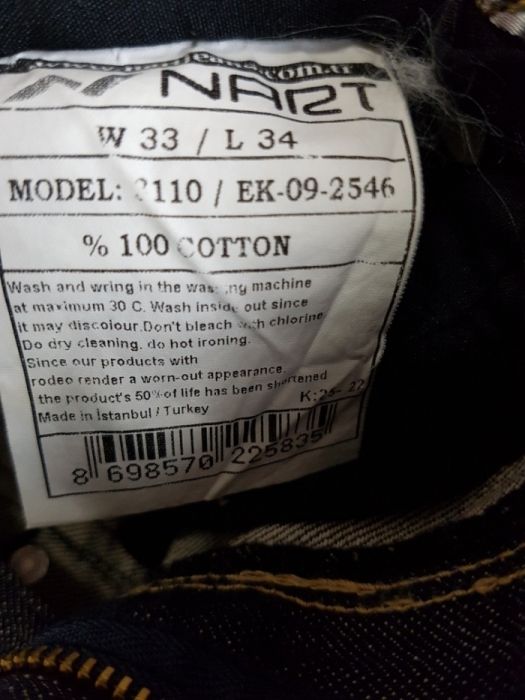 NART
W 33 / L 34
MODEL: 110 / EK-09-2546
% 100 COTTON
Wash and wring in the washing machine
at maximum 30 C. Wash inside out since
it may discolour.Don't bleach with chlorine
Do dry cleaning. do hot ironing.
Since our products with
rodeo render a worn-out appearance.
the product's 50% of life has been shortened
Made in İstanbul / Turkey
K:25- 22
8 698570 225835